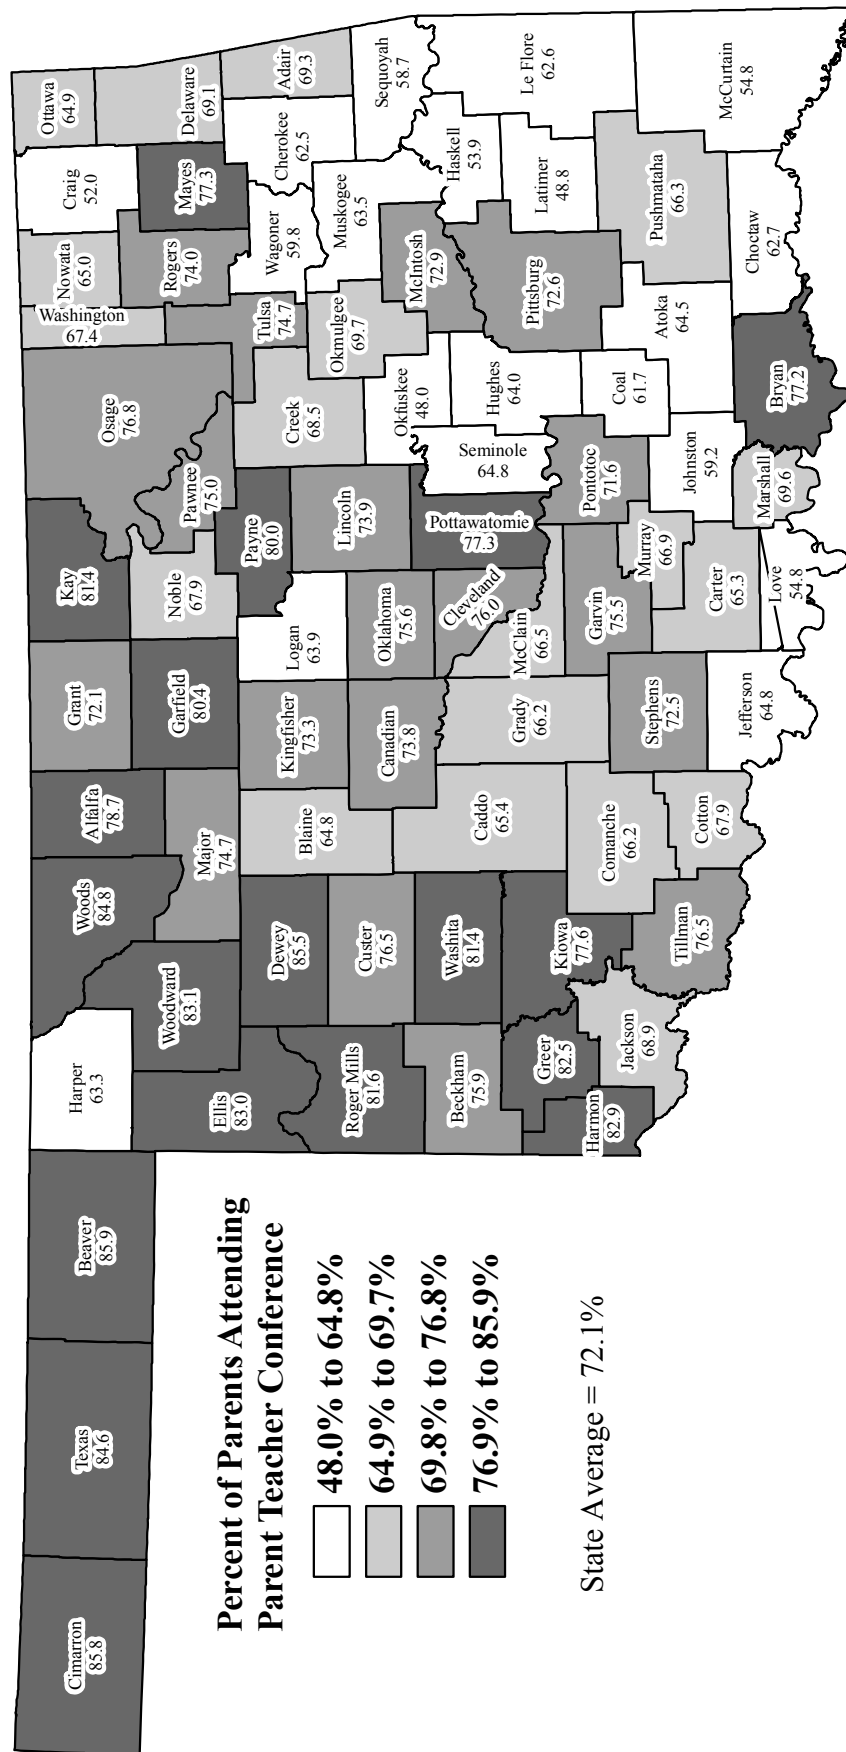 Cimarron
85.8
Texas
84.6
Beaver
85.9
Harper
63.3
Woods
84.8
Alfalfa
78.7
Grant
72.1
Kay
81.4
Osage
76.8
Washington
67.4
Nowata
65.0
Craig
52.0
Ottawa
64.9
Ellis
83.0
Woodward
83.1
Major
74.7
Garfield
80.4
Noble
67.9
Pawnee
75.0
Tulsa
74.7
Rogers
74.0
Mayes
77.3
Delaware
69.1
Roger Mills
81.6
Dewey
85.5
Blaine
64.8
Kingfisher
73.3
Logan
63.9
Payne
80.0
Creek
68.5
Wagoner
59.8
Cherokee
62.5
Adair
69.3
Custer
76.5
Canadian
73.8
Oklahoma
75.6
Lincoln
73.9
Okfuskee
48.0
Okmulgee
69.7
Muskogee
63.5
Sequoyah
58.7
Beckham
75.9
Washita
81.4
Caddo
65.4
Grady
66.2
McClain
66.5
Cleveland
76.0
Pottawatomie
77.3
Seminole
64.8
Hughes
64.0
McIntosh
72.9
Haskell
53.9
Le Flore
62.6
Harmon
82.9
Greer
82.5
Kiowa
77.6
Comanche
66.2
Stephens
72.5
Garvin
75.5
Pontotoc
71.6
Coal
61.7
Pittsburg
72.6
Latimer
48.8
Jackson
68.9
Tillman
76.5
Cotton
67.9
Jefferson
64.8
Carter
65.3
Murray
66.9
Johnston
59.2
Atoka
64.5
Pushmataha
66.3
McCurtain
54.8
Love
54.8
Marshall
69.6
Bryan
77.2
Choctaw
62.7
Percent of Parents Attending
Parent Teacher Conference
48.0% to 64.8%
64.9% to 69.7%
69.8% to 76.8%
76.9% to 85.9%
State Average = 72.1%